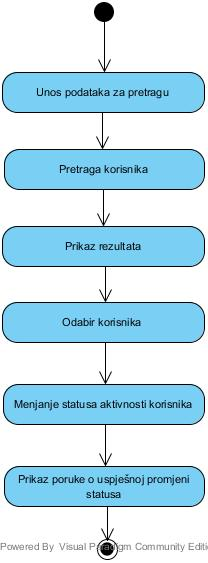 Unos podataka za pretragu
Pretraga korisnika
Prikaz rezultata
Odabir korisnika
Menjanje statusa aktivnosti korisnika
Prikaz poruke o uspješnoj promjeni
statusa
Powered By Visual Paradigm Community Editi